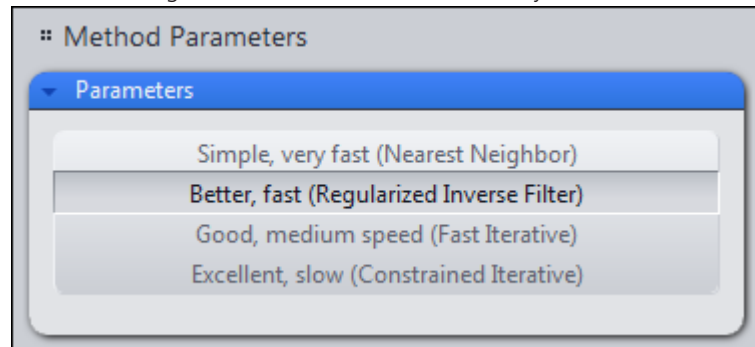 Method Parameters
Parameters
Simple, very fast (Nearest Neighbor)
Better, fast (Regularized Inverse Filter)
Good, medium speed (Fast Iterative)
Excellent, slow (Constrained Iterative)